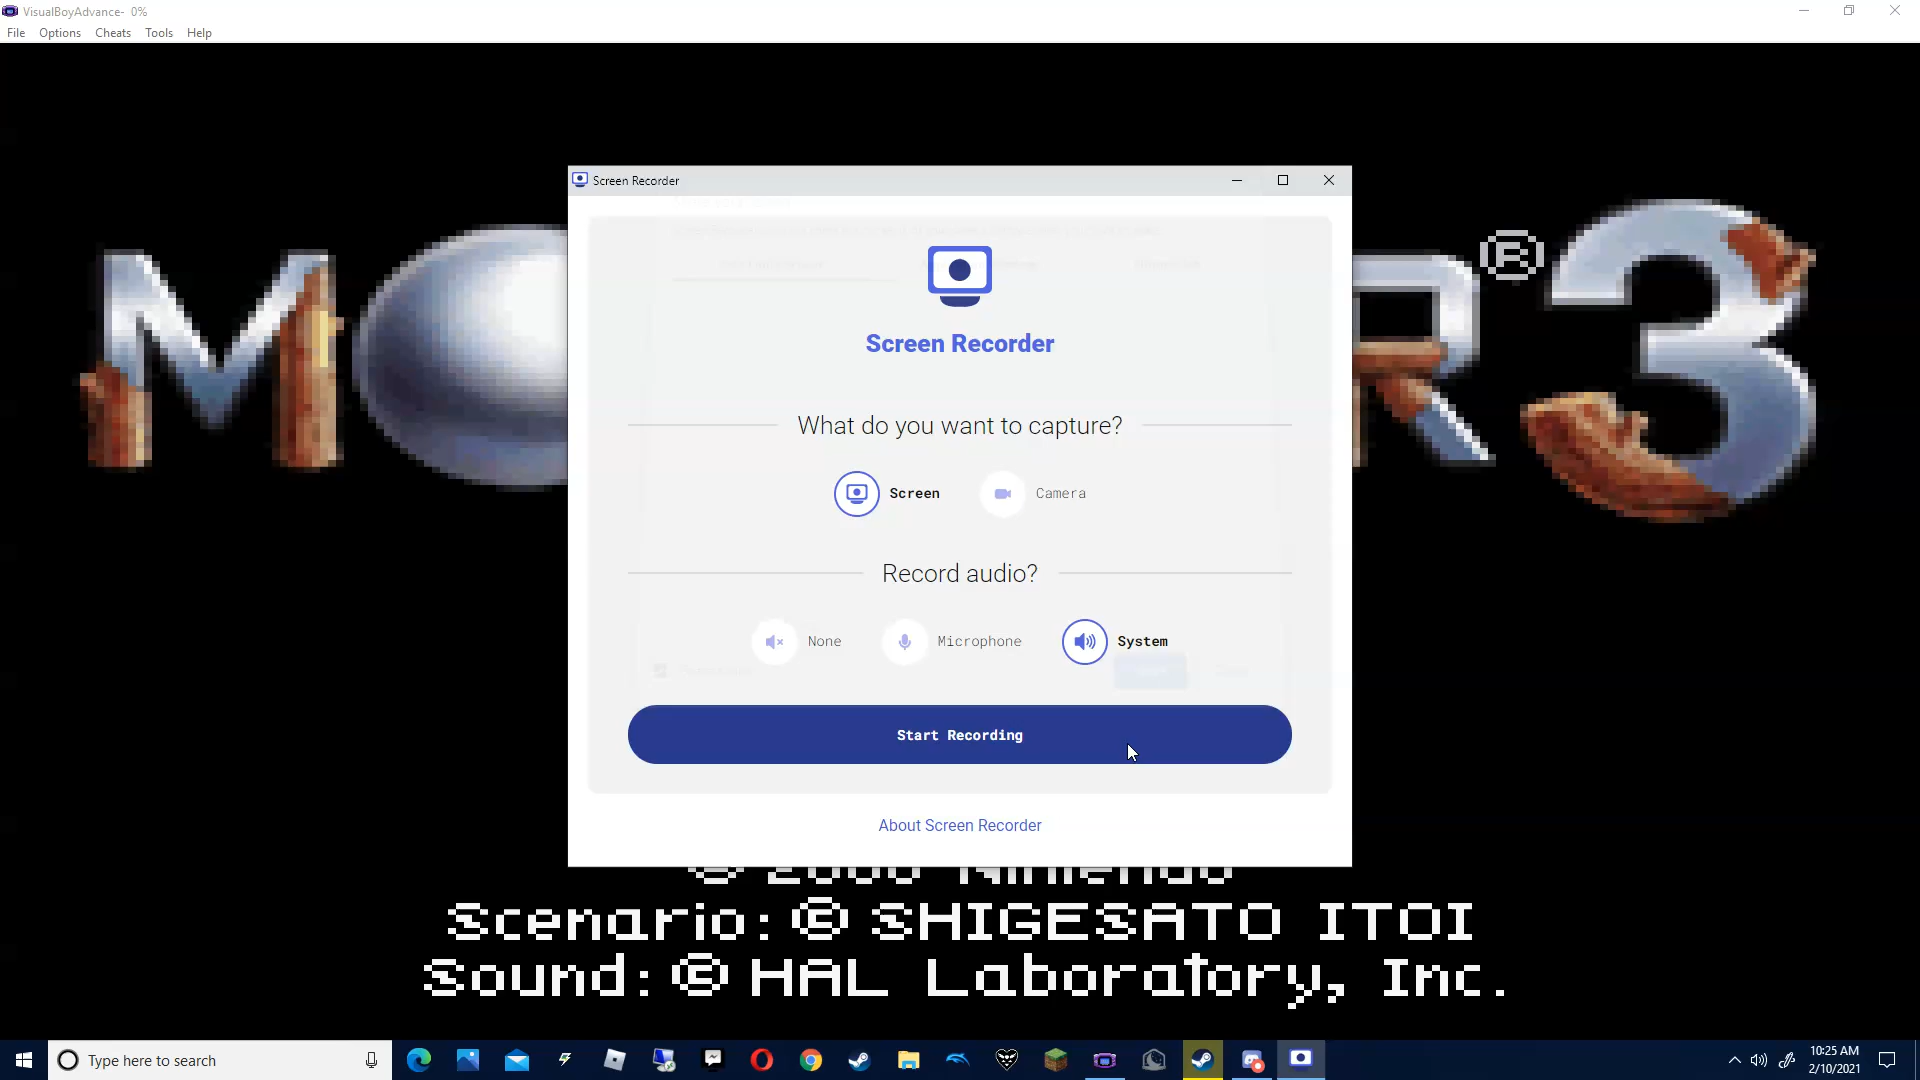 VisualBoyAdvance- 0%
File Options Cheats Tools Help
®
3
Screen Recorder
Screen Recorder
What do you want to capture?
Screen Camera
Record audio?
None Microphone System
Start Recording
About Screen Recorder
Scenario: © SHIGESATO ITOI
Sound: © HAL Laboratory, Inc.
Type here to search
10:25 AM
2/10/2021